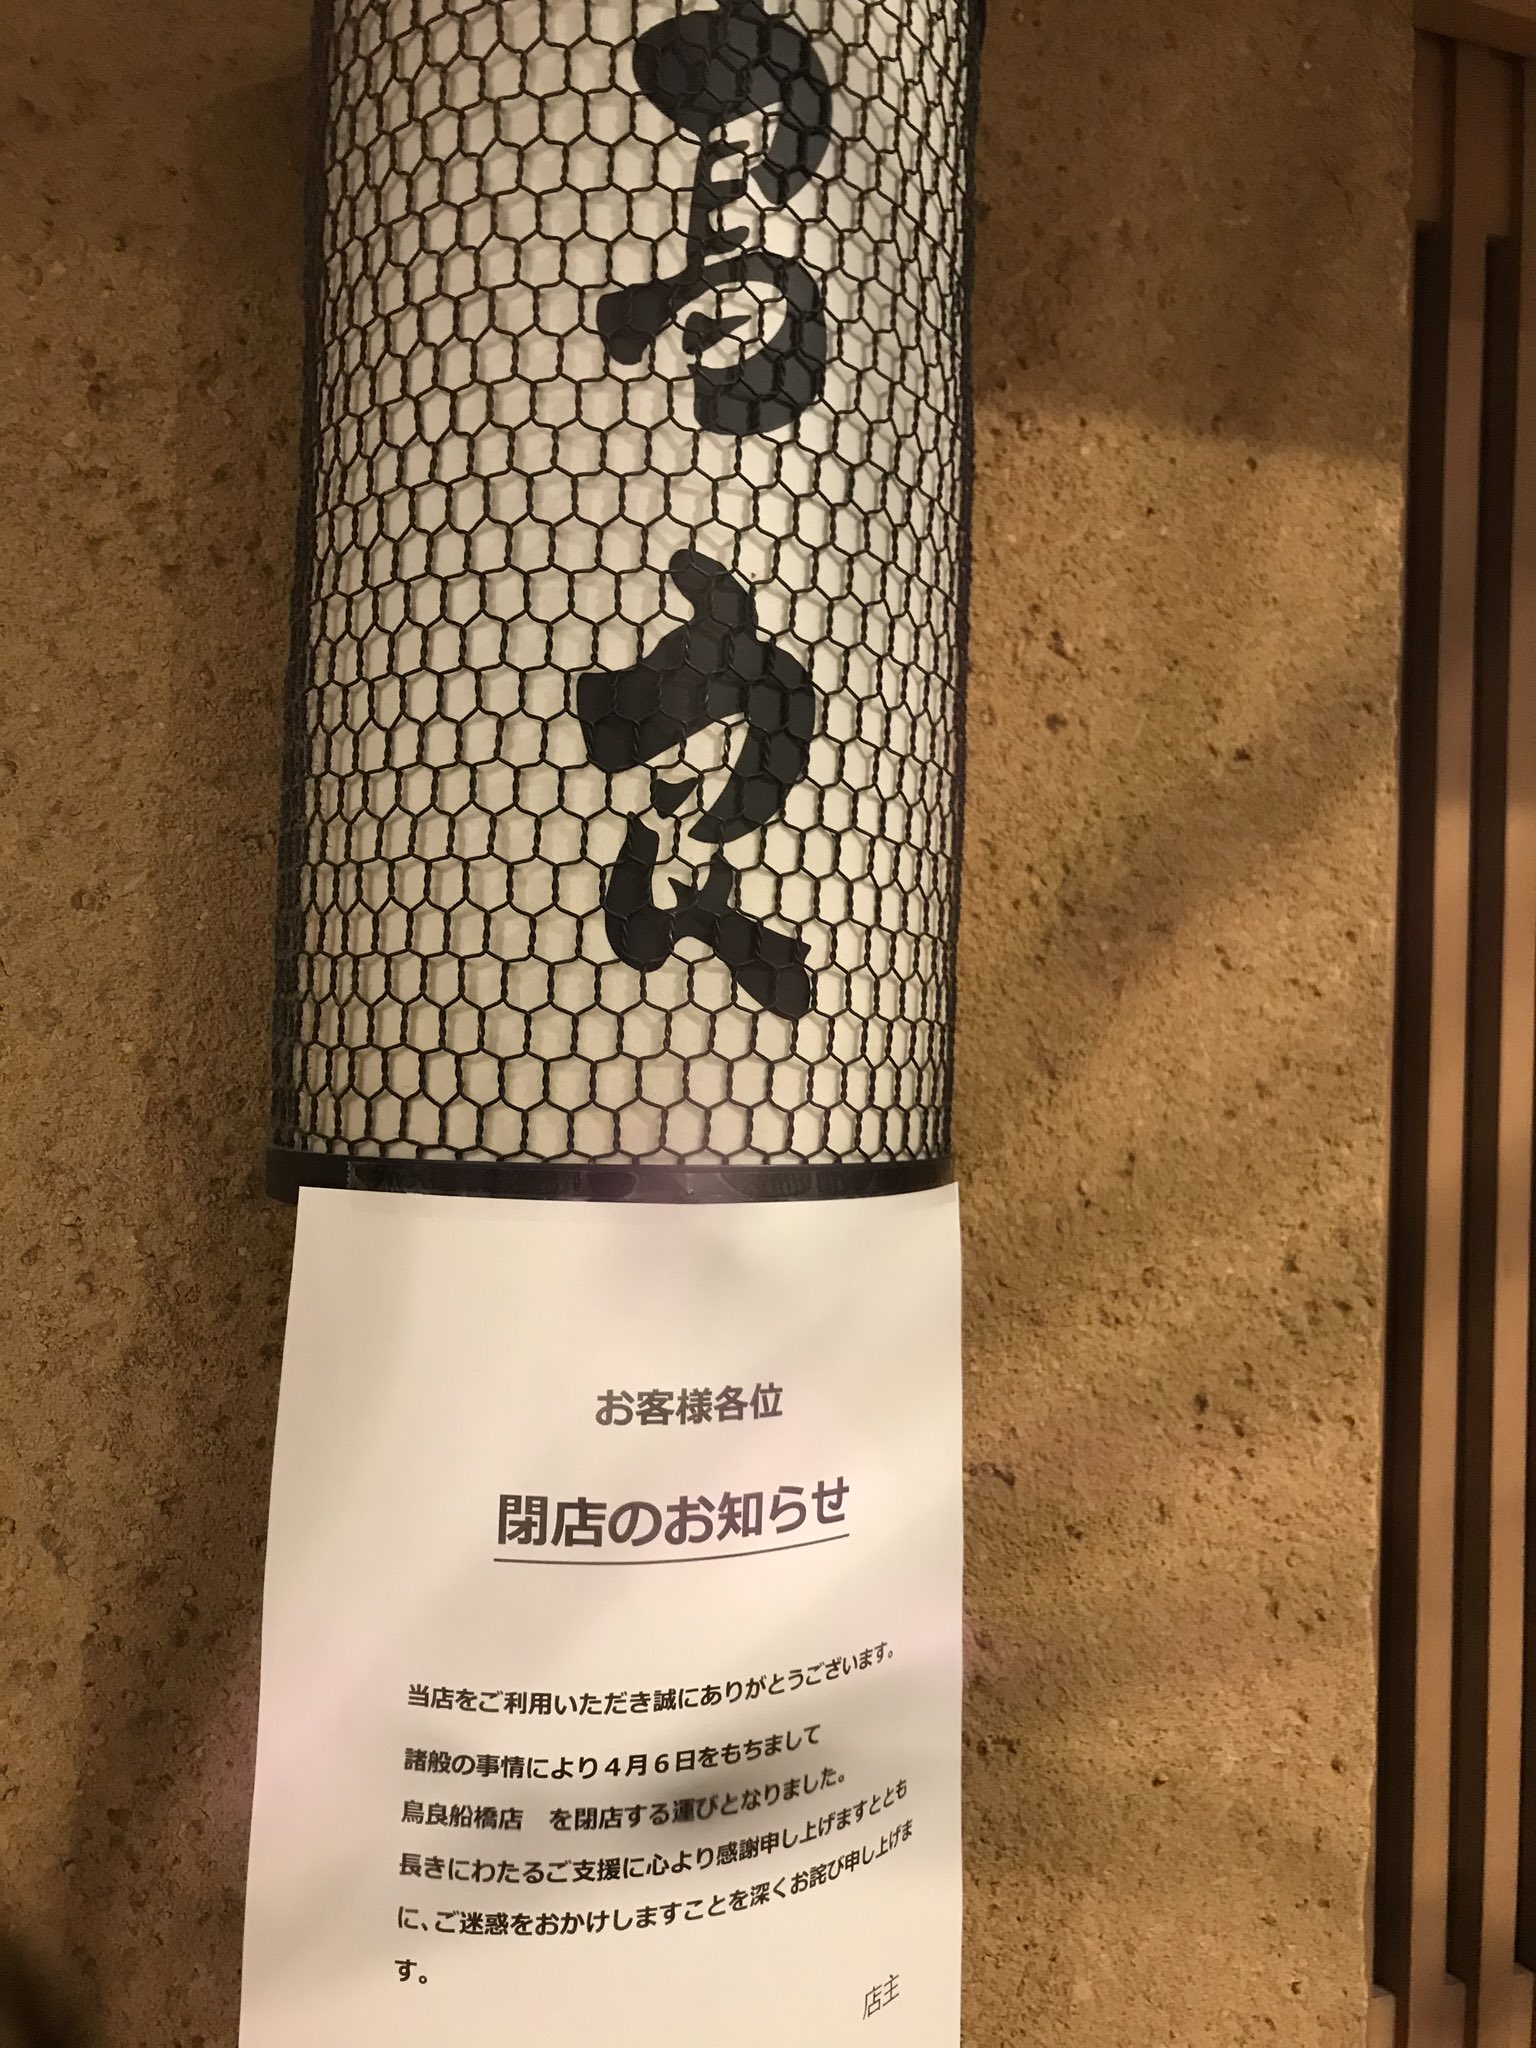 お客様各位
閉店のお知らせ
当店をご利用いただき誠にありがとうございます。
諸般の事情により4月6日をもちまして
鳥良船橋店 を閉店する運びとなりました。
長きにわたるご支援に心より感謝申し上げますととも
に、ご迷惑をおかけしますことを深くお詫び申し上げま
す。
店主